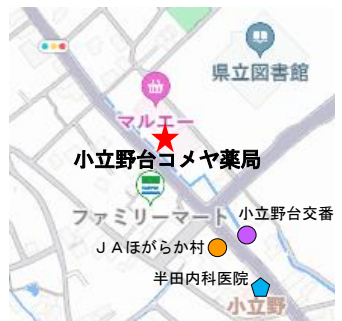 県立図書館
マルエー
小立野台コメヤ薬局
ファミリーマート
小立野台交番
ＪＡほがらか村
半田内科医院
小立野